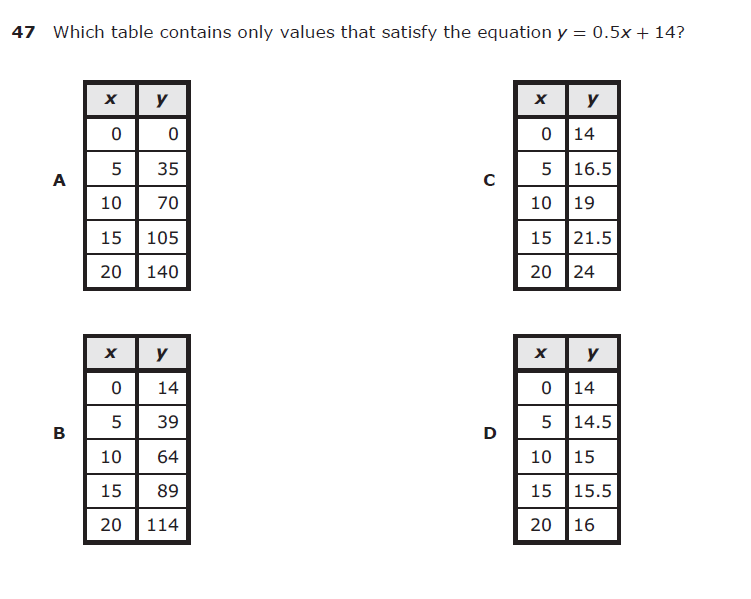 47 Which table contains only values that satisfy the equation y = 0.5x + 14?
A
x y
0 0
5 35
10 70
15 105
20 140
C
x y
0 14
5 16.5
10 19
15 21.5
20 24
B
x y
0 14
5 39
10 64
15 89
20 114
D
x y
0 14
5 14.5
10 15
15 15.5
20 16